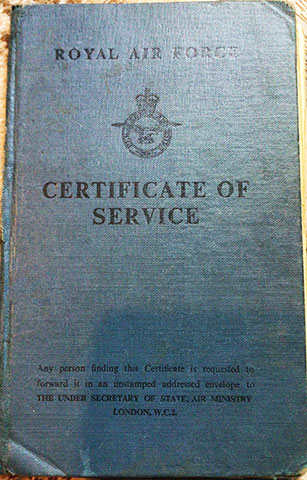 ROYAL AIR FORCE
CERTIFICATE OF
SERVICE
Any person finding this Certificate is requested to
forward it in an unstamped addressed envelope to
THE UNDER SECRETARY OF STATE, AIR MINISTRY
LONDON, W.C.2.